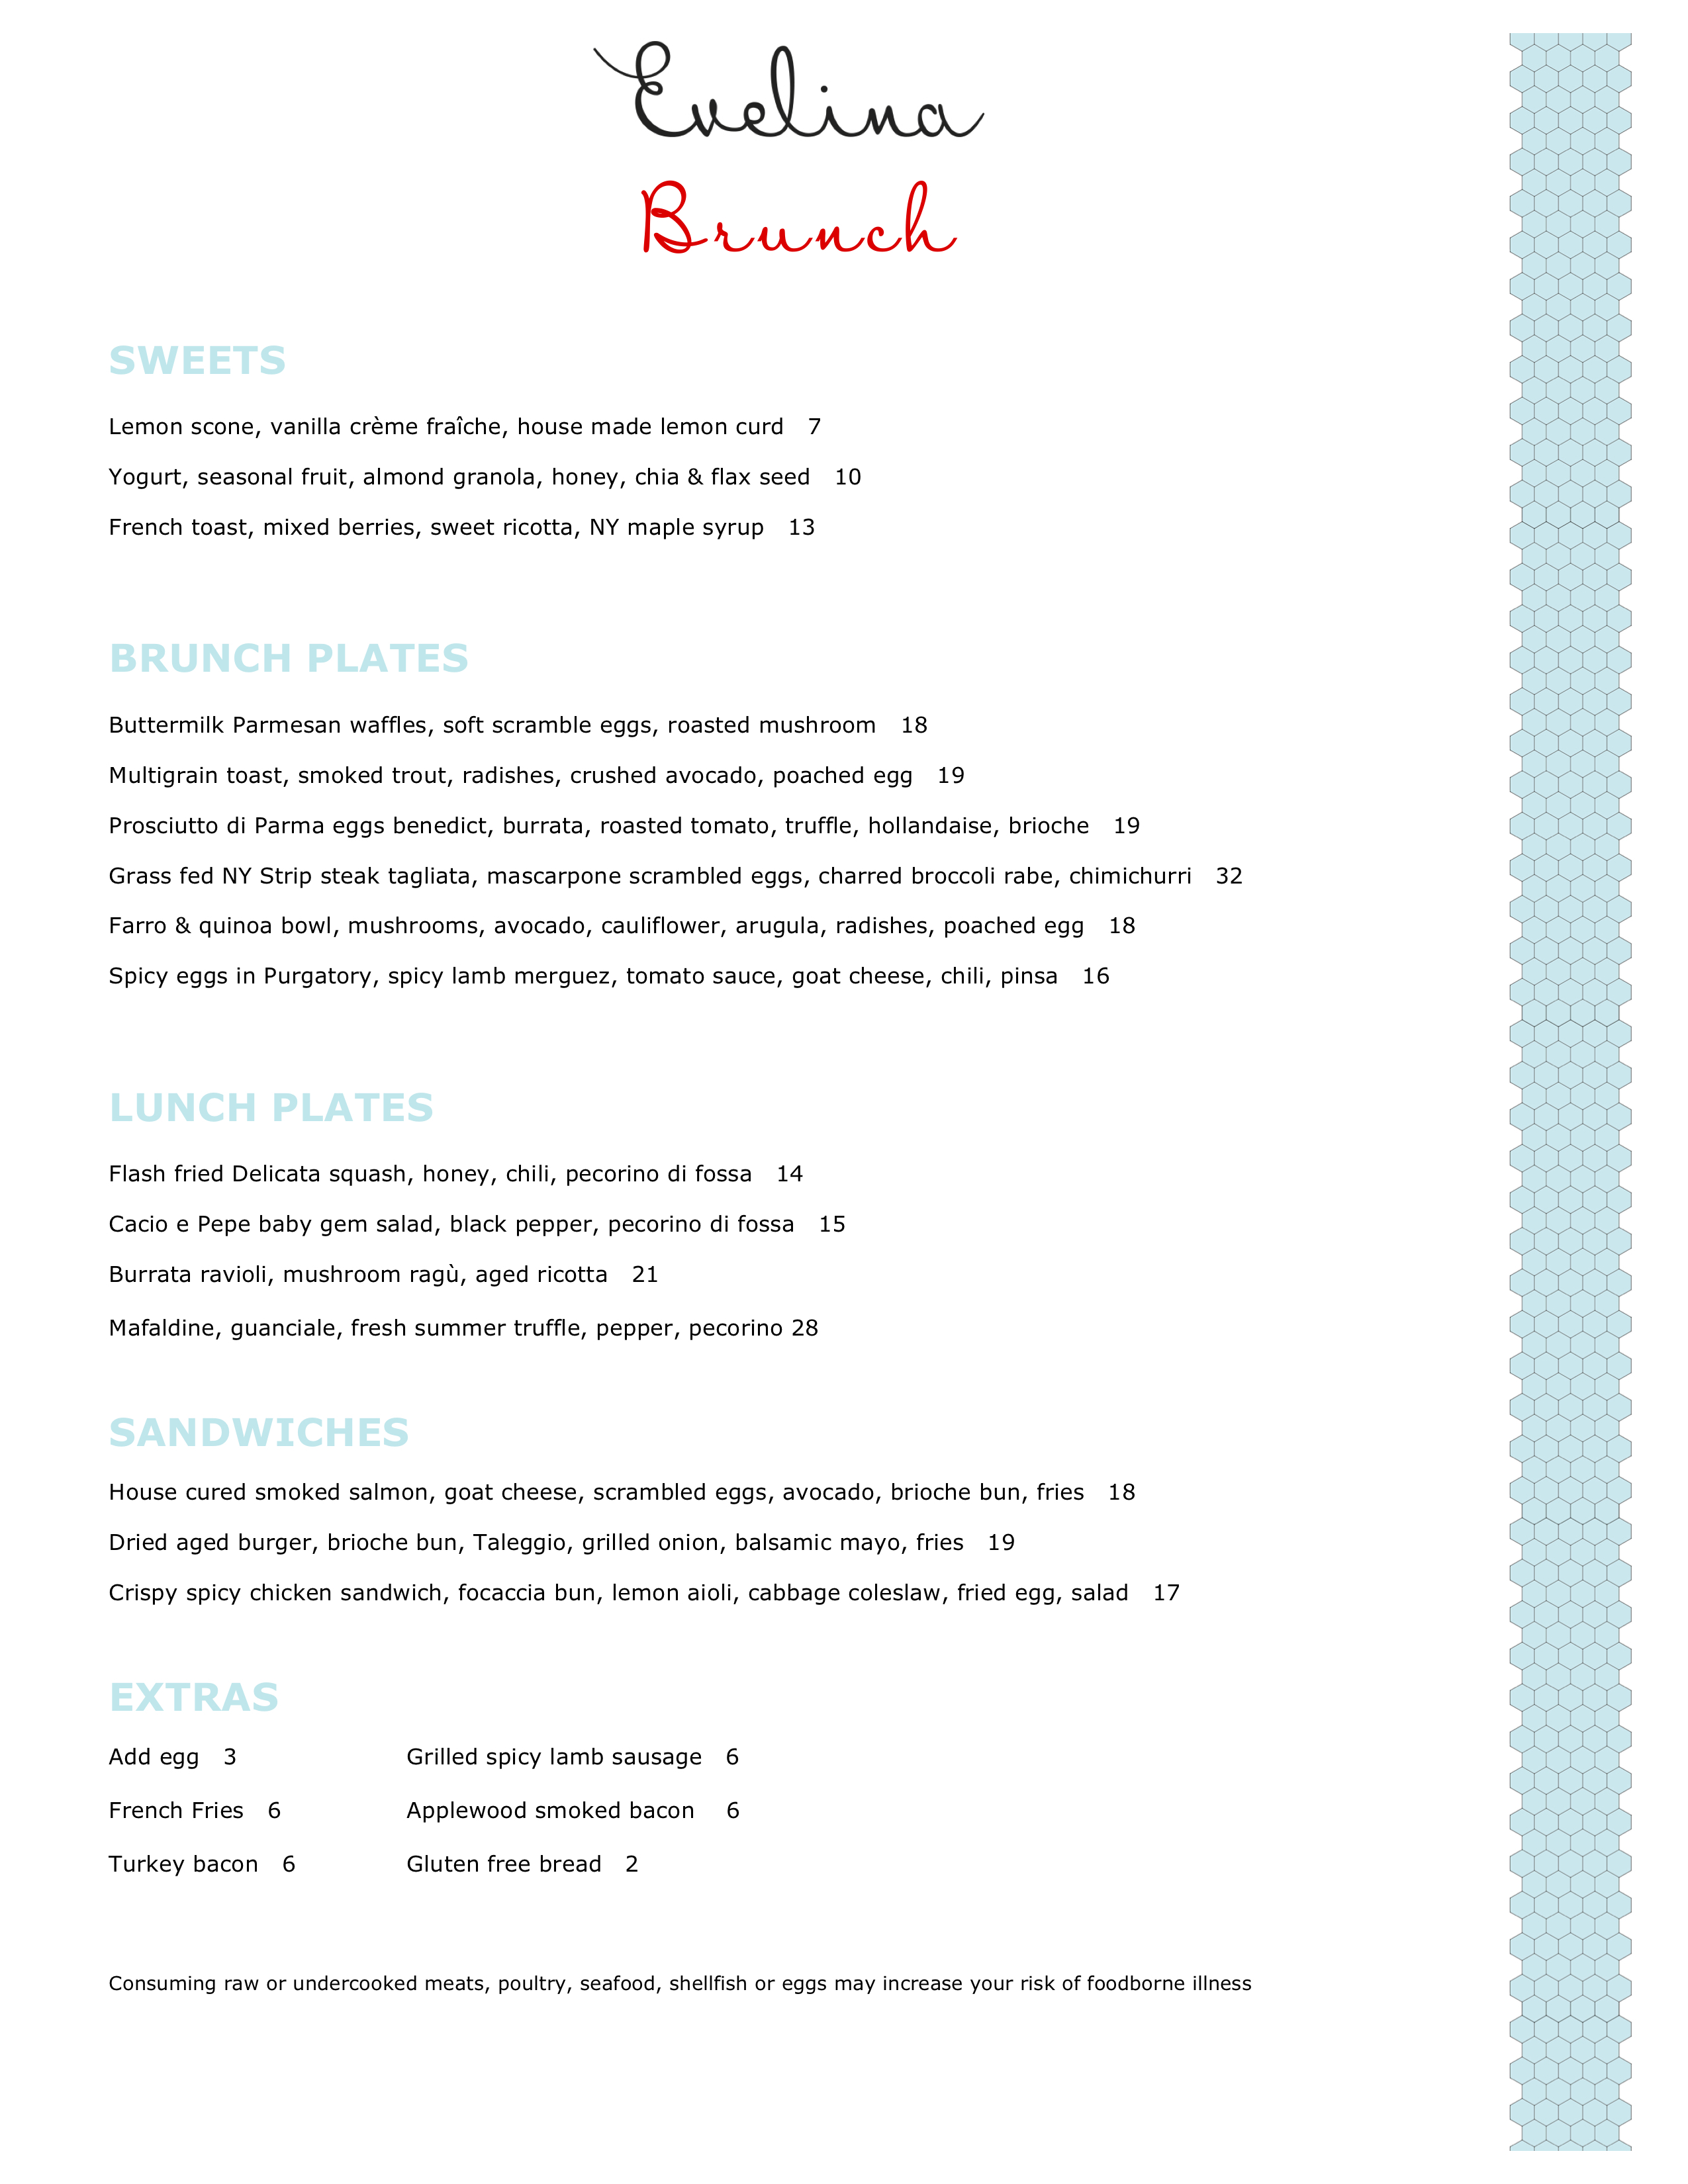 Evelina
Brunch
SWEETS
Lemon scone, vanilla crème fraîche, house made lemon curd 7
Yogurt, seasonal fruit, almond granola, honey, chia & flax seed 10
French toast, mixed berries, sweet ricotta, NY maple syrup 13
BRUNCH PLATES
Buttermilk Parmesan waffles, soft scramble eggs, roasted mushroom 18
Multigrain toast, smoked trout, radishes, crushed avocado, poached egg 19
Prosciutto di Parma eggs benedict, burrata, roasted tomato, truffle, hollandaise, brioche 19
Grass fed NY Strip steak tagliata, mascarpone scrambled eggs, charred broccoli rabe, chimichurri 32
Farro & quinoa bowl, mushrooms, avocado, cauliflower, arugula, radishes, poached egg 18
Spicy eggs in Purgatory, spicy lamb merguez, tomato sauce, goat cheese, chili, pinsa 16
LUNCH PLATES
Flash fried Delicata squash, honey, chili, pecorino di fossa 14
Cacio e Pepe baby gem salad, black pepper, pecorino di fossa 15
Burrata ravioli, mushroom ragù, aged ricotta 21
Mafaldine, guanciale, fresh summer truffle, pepper, pecorino 28
SANDWICHES
House cured smoked salmon, goat cheese, scrambled eggs, avocado, brioche bun, fries 18
Dried aged burger, brioche bun, Taleggio, grilled onion, balsamic mayo, fries 19
Crispy spicy chicken sandwich, focaccia bun, lemon aioli, cabbage coleslaw, fried egg, salad 17
EXTRAS
Add egg 3 Grilled spicy lamb sausage 6
French Fries 6 Applewood smoked bacon 6
Turkey bacon 6 Gluten free bread 2
Consuming raw or undercooked meats, poultry, seafood, shellfish or eggs may increase your risk of foodborne illness